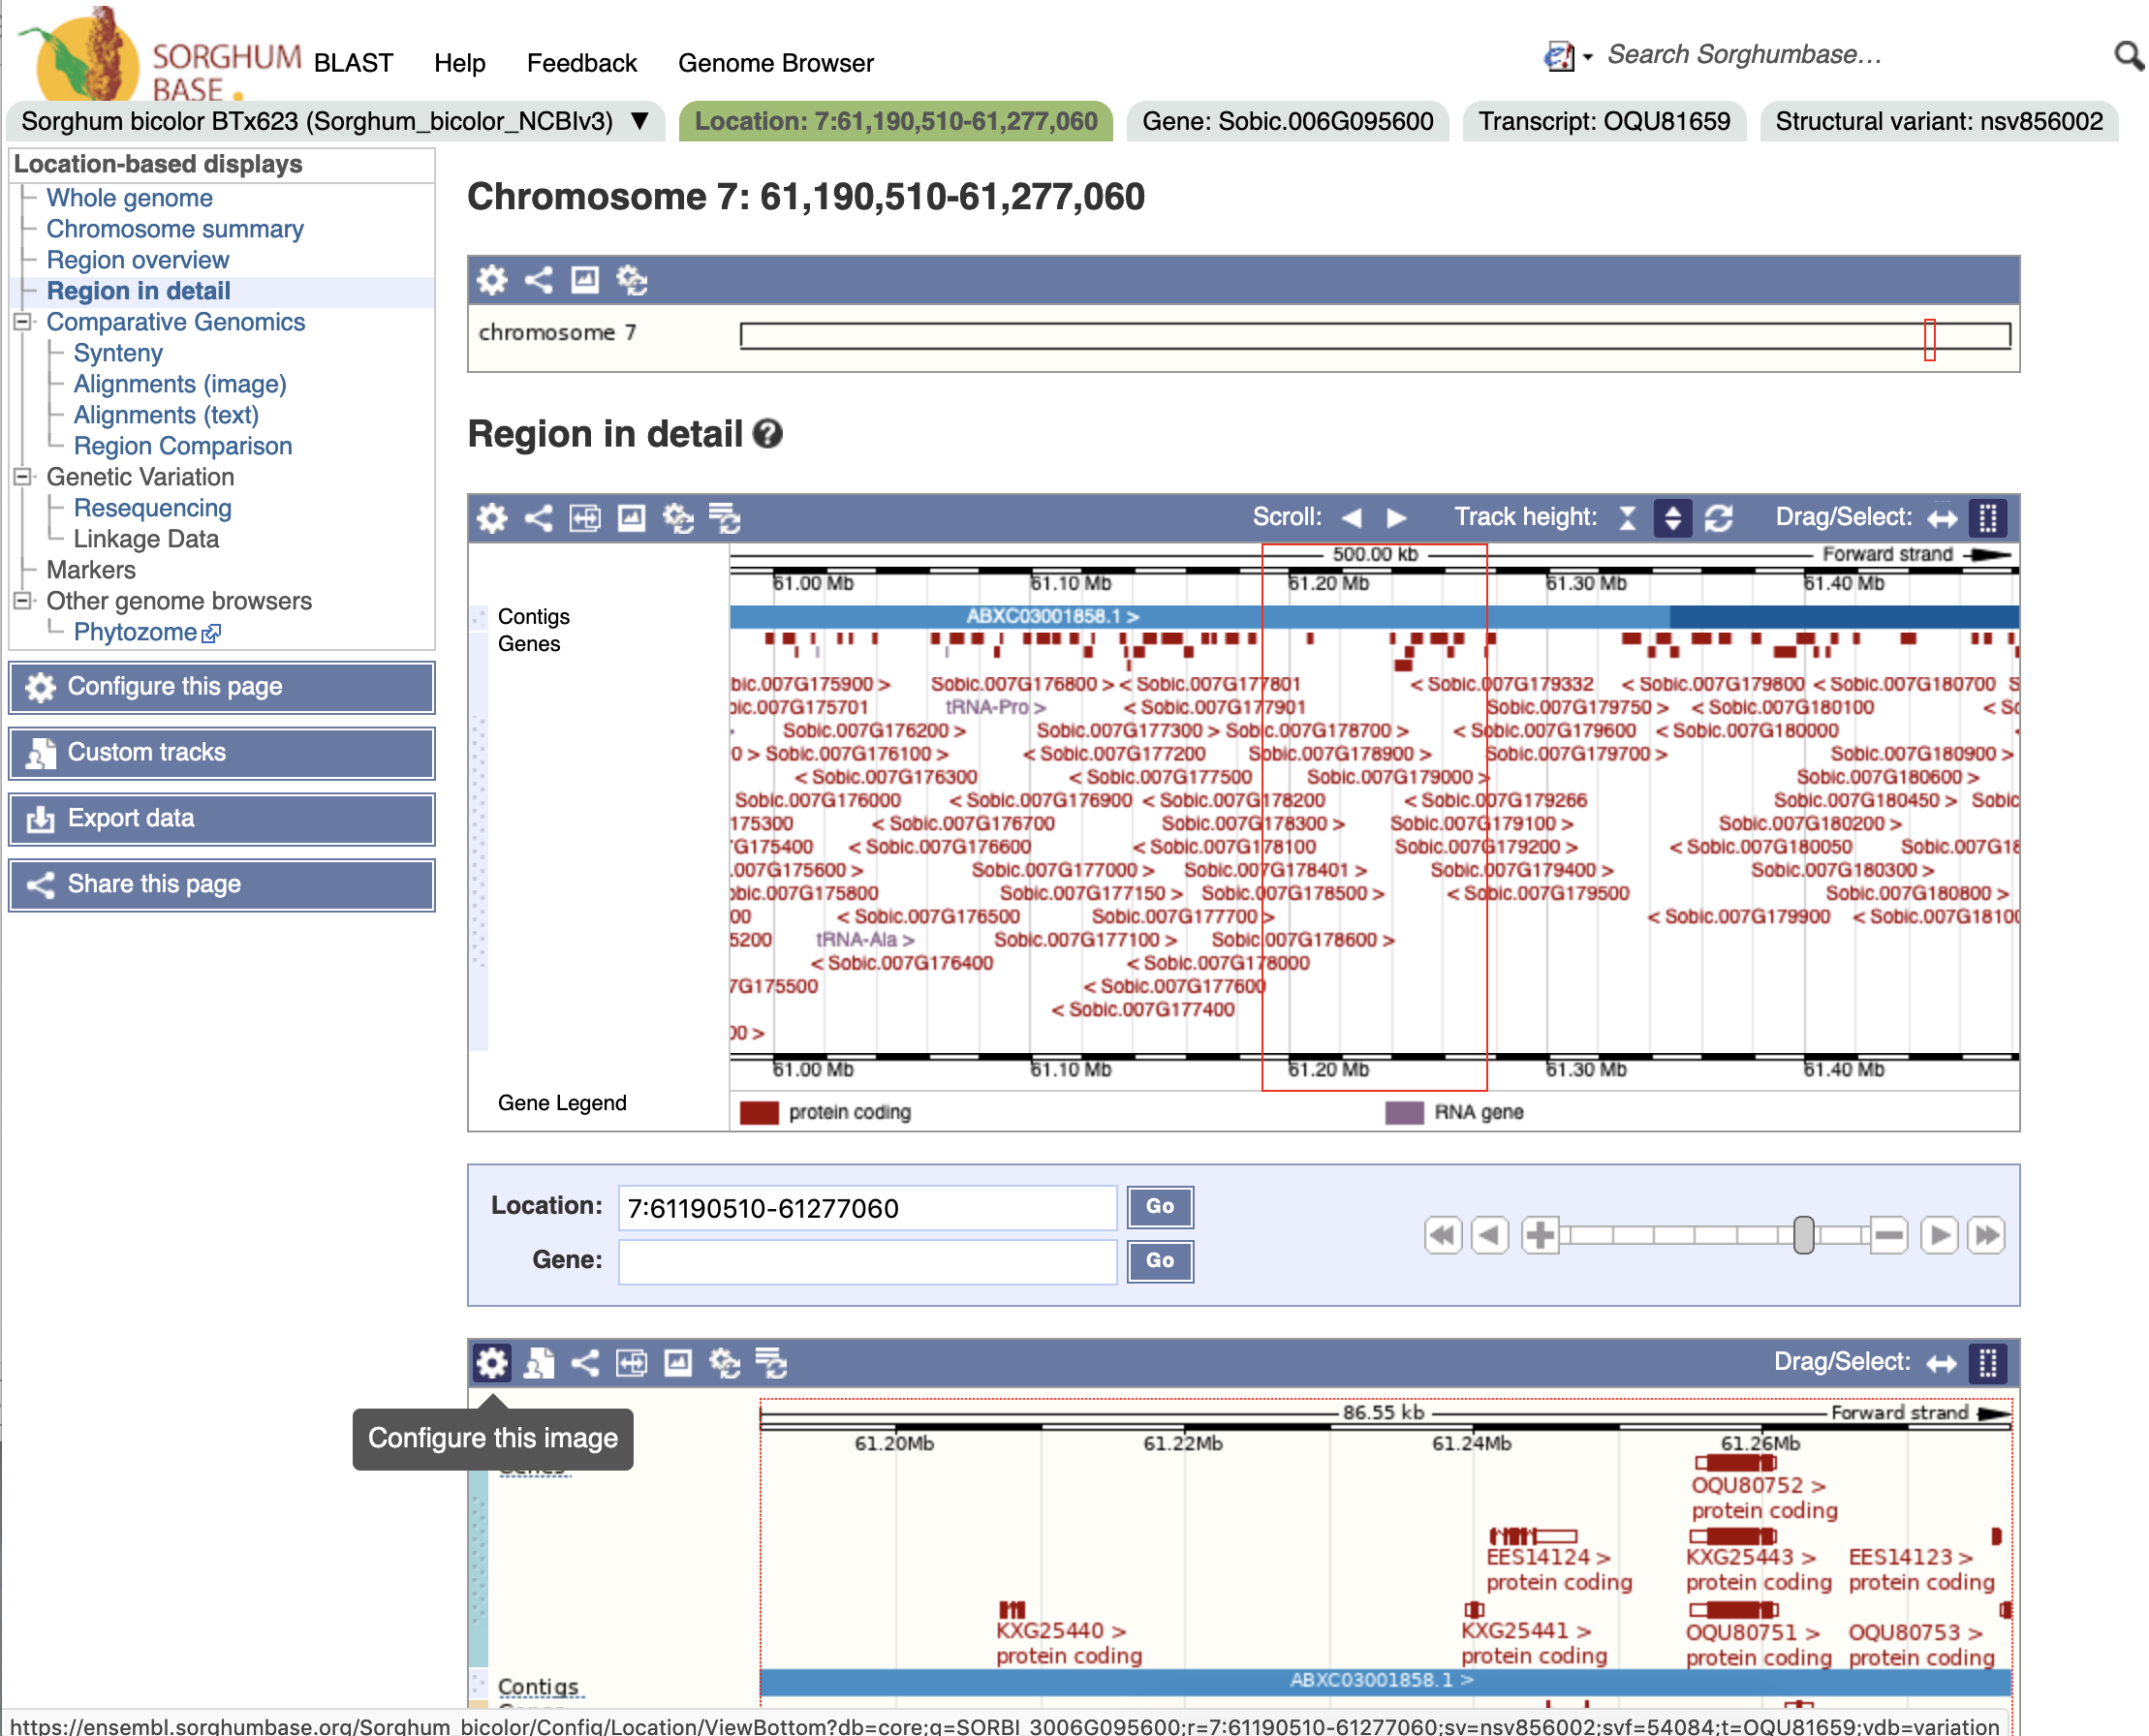 SORGHUM
BASE
BLAST Help Feedback Genome Browser
Search Sorghumbase...
Sorghum bicolor BTx623 (Sorghum_bicolor_NCBIv3) ▼
Location: 7:61,190,510-61,277,060
Gene: Sobic.006G095600
Transcript: OQU81659
Structural variant: nsv856002
Location-based displays
Whole genome
Chromosome summary
Region overview
Region in detail
Comparative Genomics
Synteny
Alignments (image)
Alignments (text)
Region Comparison
Genetic Variation
Resequencing
Linkage Data
Markers
Other genome browsers
Phytozome
Configure this page
Custom tracks
Export data
Share this page
Chromosome 7: 61,190,510-61,277,060
chromosome 7
Region in detail
Scroll: Track height: Drag/Select:
500.00 kb Forward strand
61.00 Mb 61.10 Mb 61.20 Mb 61.30 Mb 61.40 Mb
Contigs ABXC03001858.1 >
Genes
bic.007G175900 > Sobic.007G176800 > < Sobic.007G177801 < Sobic.007G179332 < Sobic.007G179800 < Sobic.007G180700 S
bic.007G175701 tRNA-Pro > < Sobic.007G177901 Sobic.007G179750 > < Sobic.007G180100 < So
Sobic.007G176200 > Sobic.007G177300 > Sobic.007G178700 > < Sobic.007G179600 < Sobic.007G180000
0 > Sobic.007G176100 > < Sobic.007G177200 Sobic.007G178900 > Sobic.007G179700 > Sobic.007G180900 >
< Sobic.007G176300 < Sobic.007G177500 Sobic.007G179000 > Sobic.007G180600 >
Sobic.007G176000 < Sobic.007G176900 < Sobic.007G178200 < Sobic.007G179266 Sobic.007G180450 > Sobic
175300 < Sobic.007G176700 Sobic.007G178300 > Sobic.007G179100 > Sobic.007G180200 >
G175400 < Sobic.007G176600 < Sobic.007G178100 Sobic.007G179200 > < Sobic.007G180050 Sobic.007G18
.007G175600 > Sobic.007G177000 > Sobic.007G178401 > Sobic.007G179400 > Sobic.007G180300 >
bic.007G175800 Sobic.007G177150 > Sobic.007G178500 > < Sobic.007G179500 Sobic.007G180800 >
00 < Sobic.007G176500 Sobic.007G177700 > < Sobic.007G179900 < Sobic.007G18100
5200 tRNA-Ala > Sobic.007G177100 > Sobic.007G178600 >
< Sobic.007G176400 < Sobic.007G178000
7G175500 < Sobic.007G177600
< Sobic.007G177400
00 >
61.00 Mb 61.10 Mb 61.20 Mb 61.30 Mb 61.40 Mb
Gene Legend protein coding RNA gene
Location: 7:61190510-61277060 Go
Gene: Go
Drag/Select:
Configure this image
86.55 kb Forward strand
61.20Mb 61.22Mb 61.24Mb 61.26Mb
OQU80752 >
protein coding
EES14124 > KXG25443 > EES14123 >
protein coding protein coding protein coding
KXG25440 > KXG25441 > OQU80751 > OQU80753 >
protein coding protein coding protein coding protein coding
Contigs ABXC03001858.1 >
https://ensembl.sorghumbase.org/Sorghum_bicolor/Config/Location/ViewBottom?db=core;g=SORBI_3006G095600;r=7:61190510-61277060;sv=nsv856002;svf=54084;t=OQU81659;vdb=variation